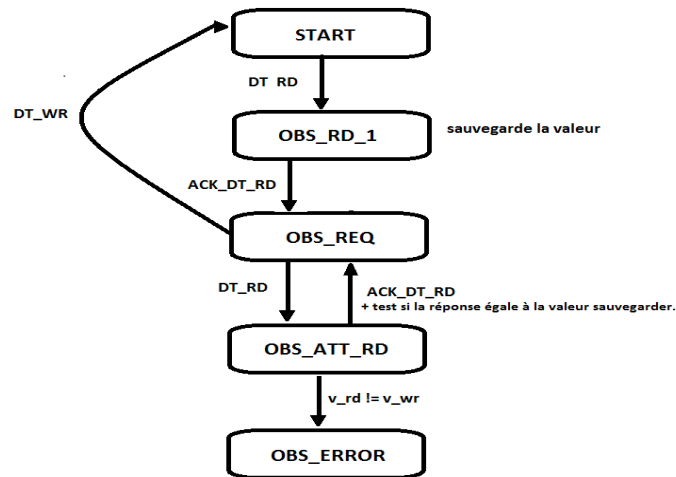 START
DT RD
DT_WR
OBS_RD_1
sauvegarde la valeur
ACK_DT_RD
OBS_REQ
DT_RD
ACK_DT_RD
+ test si la réponse égale à la valeur sauvegarder.
OBS_ATT_RD
v_rd != v_wr
OBS_ERROR